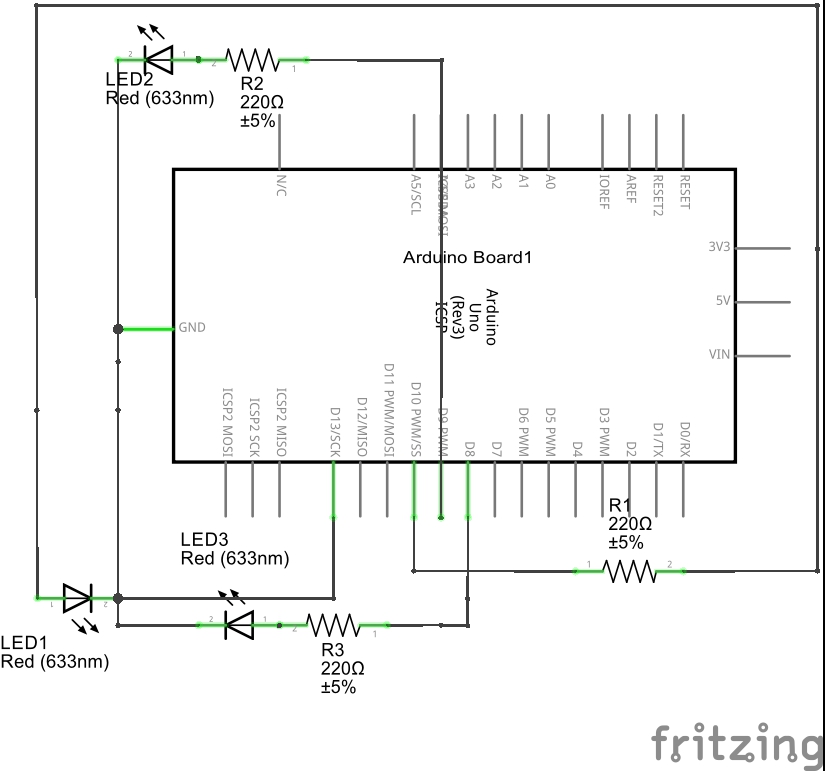 2
1
2
1
LED2
Red (633nm)
R2
220Ω
±5%
N/C
A5/SCL
A3
A2
A1
A0
IOREF
AREF
RESET2
RESET
3V3
5V
VIN
Arduino Board1
Arduino
Uno
(Rev3)
ICSP
GND
ICSP2 MOSI
ICSP2 SCK
ICSP2 MISO
D13/SCK
D12/MISO
D11 PWM/MOSI
D10 PWM/SS
D9 PWM
D8
D7
D6 PWM
D5 PWM
D4
D3 PWM
D2
D1/TX
D0/RX
R1
220Ω
±5%
1
2
LED3
Red (633nm)
1
2
LED1
Red (633nm)
2
1
2
1
R3
220Ω
±5%
fritzing